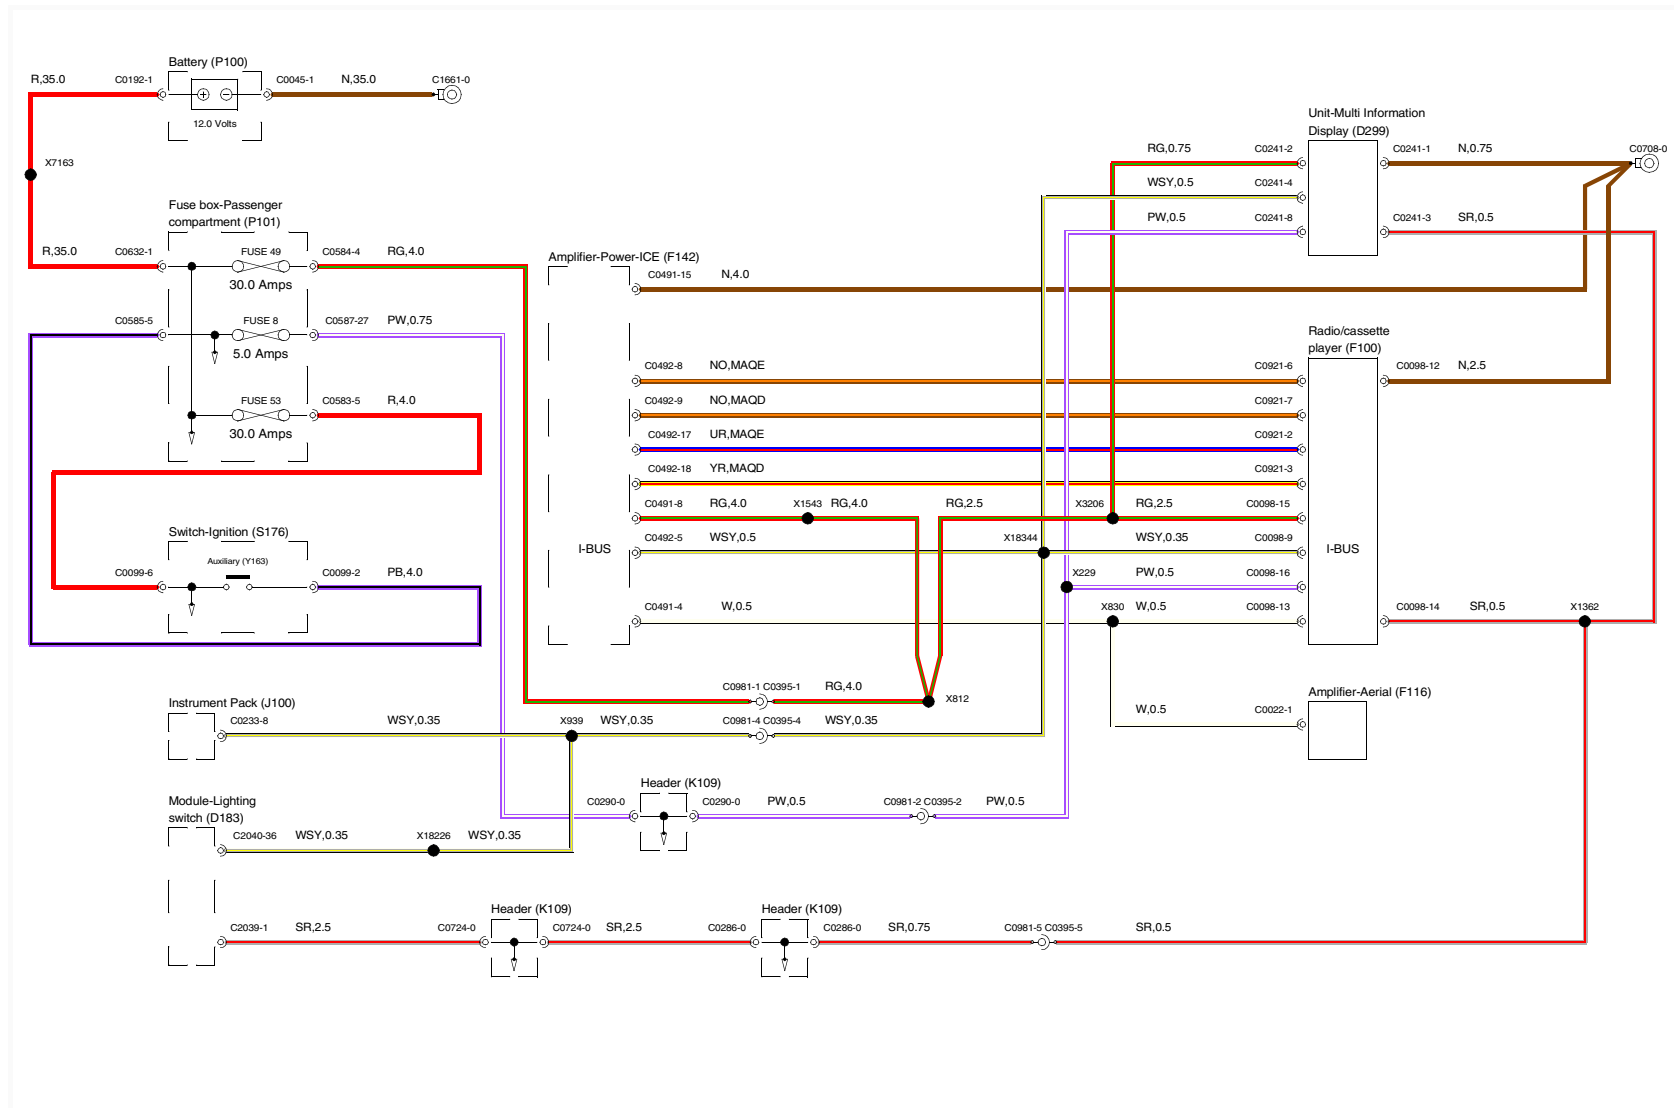 Battery (P100)
R,35.0
C0192-1
C0045-1
N,35.0
C1661-0
12.0 Volts
X7163
Fuse box-Passenger
compartment (P101)
R,35.0
C0632-1
FUSE 49
C0584-4
RG,4.0
30.0 Amps
C0585-5
FUSE 8
C0587-27
PW,0.75
5.0 Amps
FUSE 53
C0583-5
R,4.0
30.0 Amps
Switch-Ignition (S176)
Auxiliary (Y163)
C0099-6
C0099-2
PB,4.0
Instrument Pack (J100)
C0233-8
WSY,0.35
X939
WSY,0.35
C0981-4 C0395-4
WSY,0.35
Module-Lighting
switch (D183)
C2040-36
WSY,0.35
X18226
WSY,0.35
C2039-1
SR,2.5
C0724-0
Header (K109)
C0724-0
SR,2.5
C0286-0
Header (K109)
C0286-0
SR,0.75
C0981-5 C0395-5
SR,0.5
Header (K109)
C0290-0
C0290-0
PW,0.5
C0981-2 C0395-2
PW,0.5
C0981-1 C0395-1
RG,4.0
X812
Amplifier-Power-ICE (F142)
C0491-15
N,4.0
C0492-8
NO,MAQE
C0921-6
C0492-9
NO,MAQD
C0921-7
C0492-17
UR,MAQE
C0921-2
C0492-18
YR,MAQD
C0921-3
C0491-8
RG,4.0
X1543
RG,4.0
RG,2.5
X3206
RG,2.5
C0098-15
I-BUS
C0492-5
WSY,0.5
X18344
WSY,0.35
C0098-9
I-BUS
X229
PW,0.5
C0098-16
C0491-4
W,0.5
X830
W,0.5
C0098-13
Unit-Multi Information
Display (D299)
RG,0.75
C0241-2
C0241-1
N,0.75
C0708-0
WSY,0.5
C0241-4
PW,0.5
C0241-8
C0241-3
SR,0.5
Radio/cassette
player (F100)
C0098-12
N,2.5
C0098-14
SR,0.5
X1362
Amplifier-Aerial (F116)
W,0.5
C0022-1